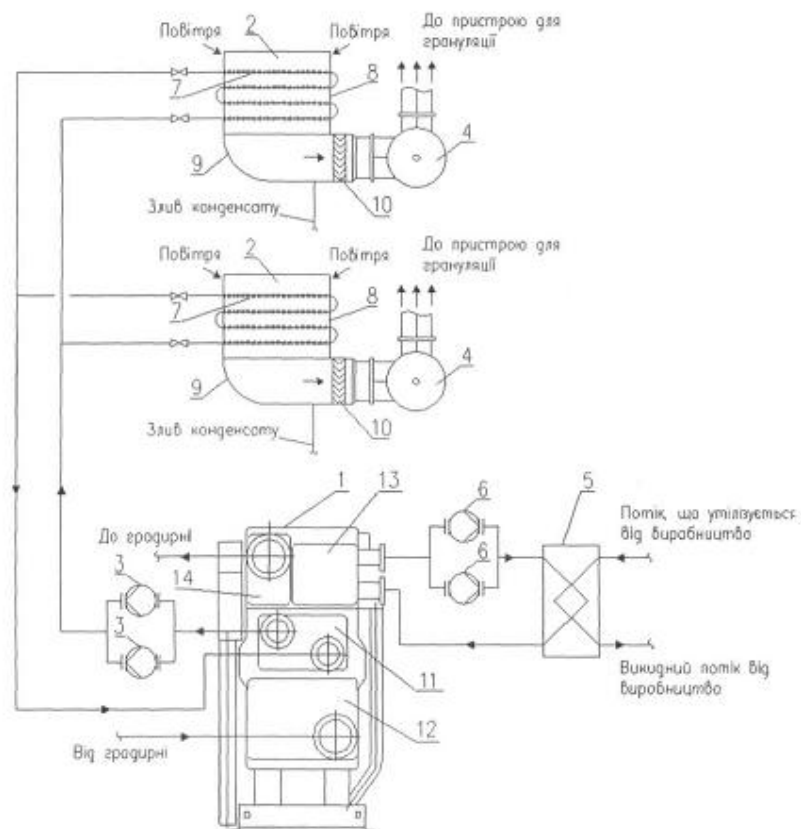 Повітря
2
Повітря
До пристрою для
грануляції
7
8
4
9
10
Злив конденсату
Повітря
2
Повітря
До пристрою для
грануляції
7
8
4
9
10
Злив конденсату
1
13
6
5
Потік, що утилізується
від виробництво
До градирні
3
14
6
3
11
Викидний потік від
виробництво
12
Від градирні